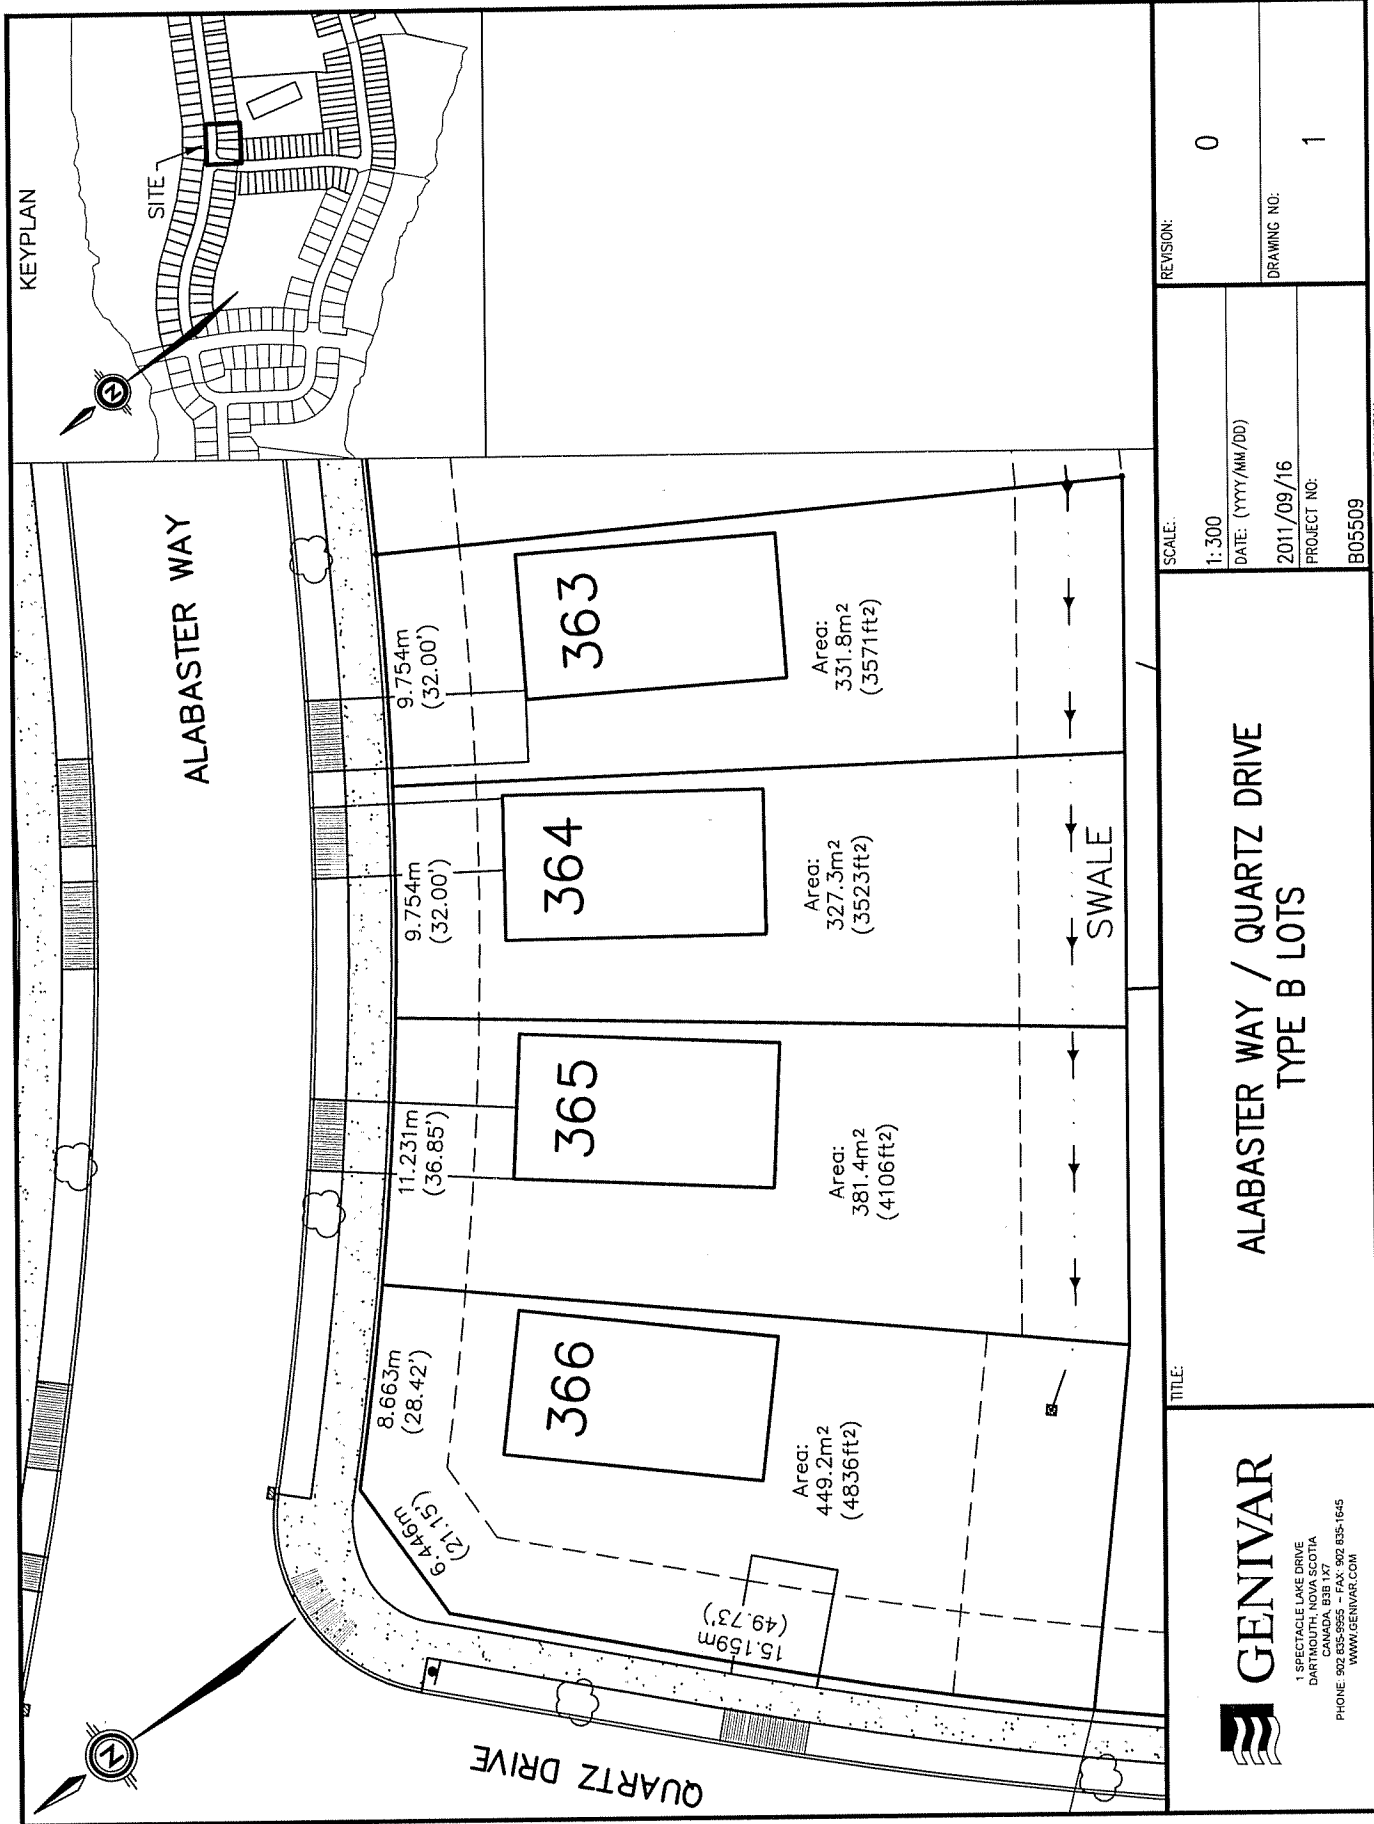 KEYPLAN
SITE
N
ALABASTER WAY
9.754m
(32.00')
363
Area:
331.8m2
(3571ft2)
9.754m
(32.00')
364
Area:
327.3m2
(3523ft2)
SWALE
11.231m
(36.85')
365
Area:
381.4m2
(4106ft2)
8.663m
(28.42')
366
Area:
449.2m2
(4836ft2)
6.446m
(21.15')
15.159m
(49.73')
QUARTZ DRIVE
N
GENIVAR
1 SPECTACLE LAKE DRIVE
DARTMOUTH, NOVA SCOTIA
CANADA, B3B 1X7
PHONE: 902 835-9955 - FAX: 902 835-1645
WWW.GENIVAR.COM
TITLE:
ALABASTER WAY / QUARTZ DRIVE
TYPE B LOTS
SCALE:
1:300
DATE: (YYYY/MM/DD)
2011/09/16
PROJECT NO:
B05509
REVISION:
0
DRAWING NO:
1